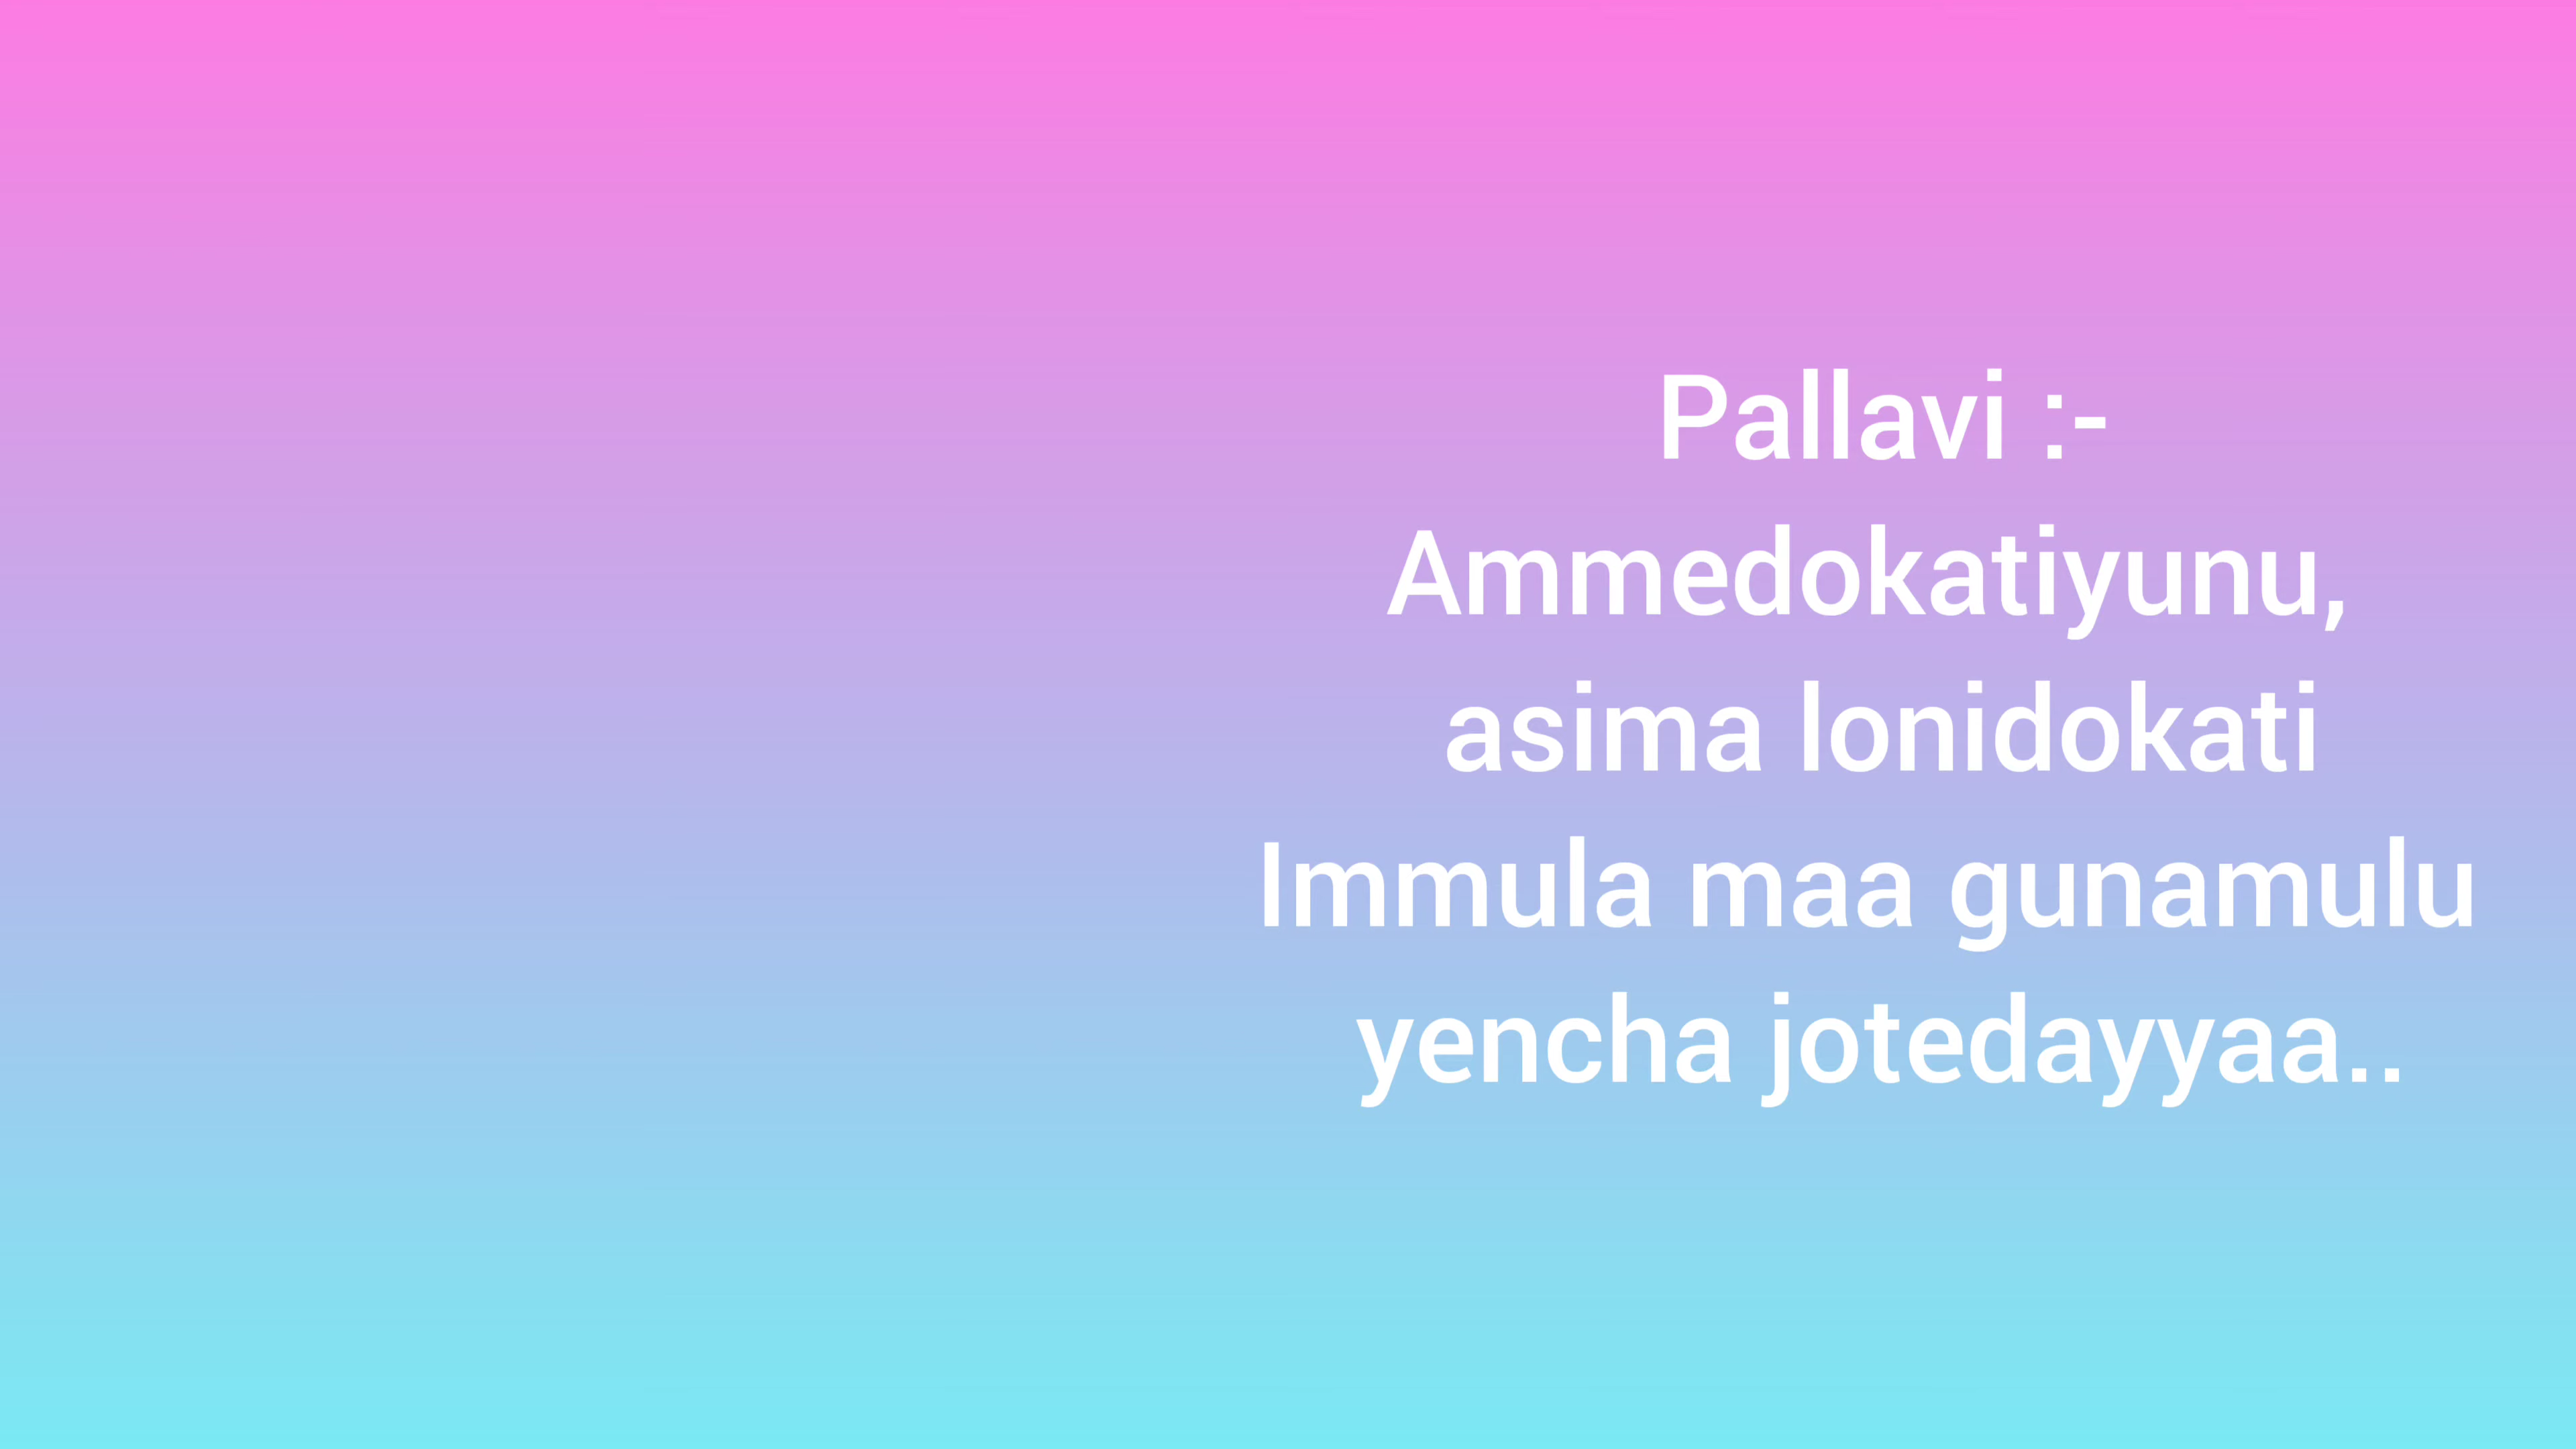 Pallavi :-
Ammedokatiyunu,
asima lonidokati
Immula maa gunamulu
yencha jotedayyaa..